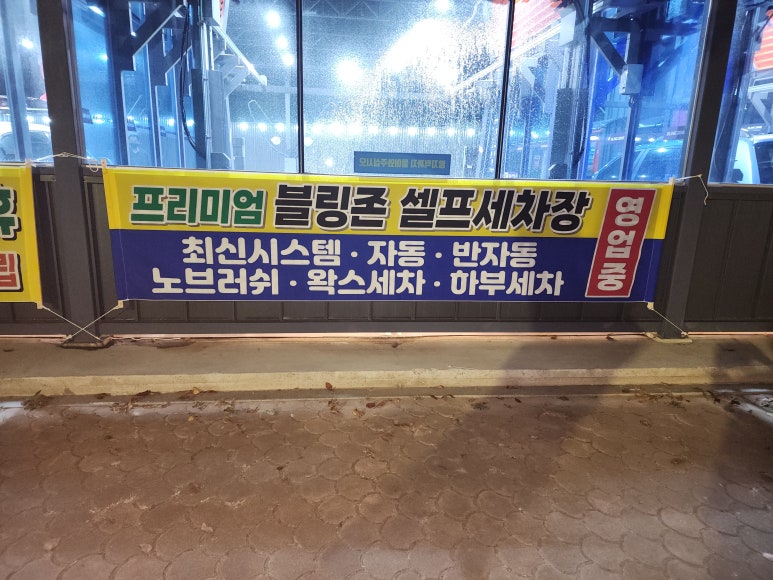 프리미엄 블링존 셀프세차장
최신시스템 · 자동 · 반자동
노브러쉬 · 왁스세차 · 하부세차
영업중
립